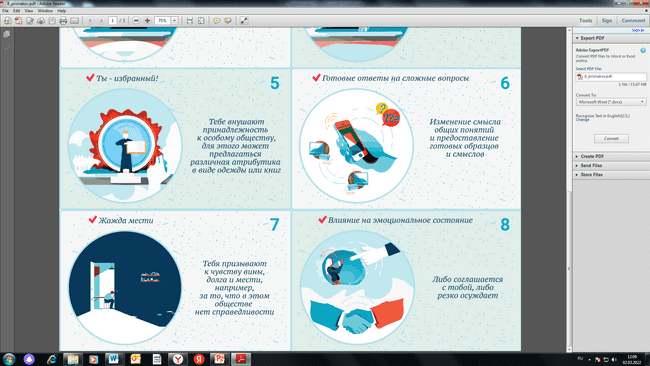 8_priznakov.pdf - Adobe Reader
File Edit View Window Help
1 / 1
75%
Tools Sign Comment
Sign In
Export PDF
Adobe ExportPDF
Convert PDF files to Word or Excel
online.
Select PDF File:
8_priznakov.pdf
1 file / 15.87 MB
Convert To:
Microsoft Word (*.docx)
Recognize Text in English(U.S.)
Change
Convert
Create PDF
Send Files
Store Files
Ты - избранный!
5
Тебе внушают
принадлежность
к особому обществу,
для этого может
предлагаться
различная атрибутика
в виде одежды или книг
Готовые ответы на сложные вопросы
6
Изменение смысла
общих понятий
и предоставление
готовых образцов
и смыслов
Жажда мести
7
Тебя призывают
к чувству вины,
долга и мести,
например,
за то, что в этом
обществе
нет справедливости
Влияние на эмоциональное состояние
8
Либо соглашается
с тобой, либо
резко осуждает
RU
12:09
02.03.2022